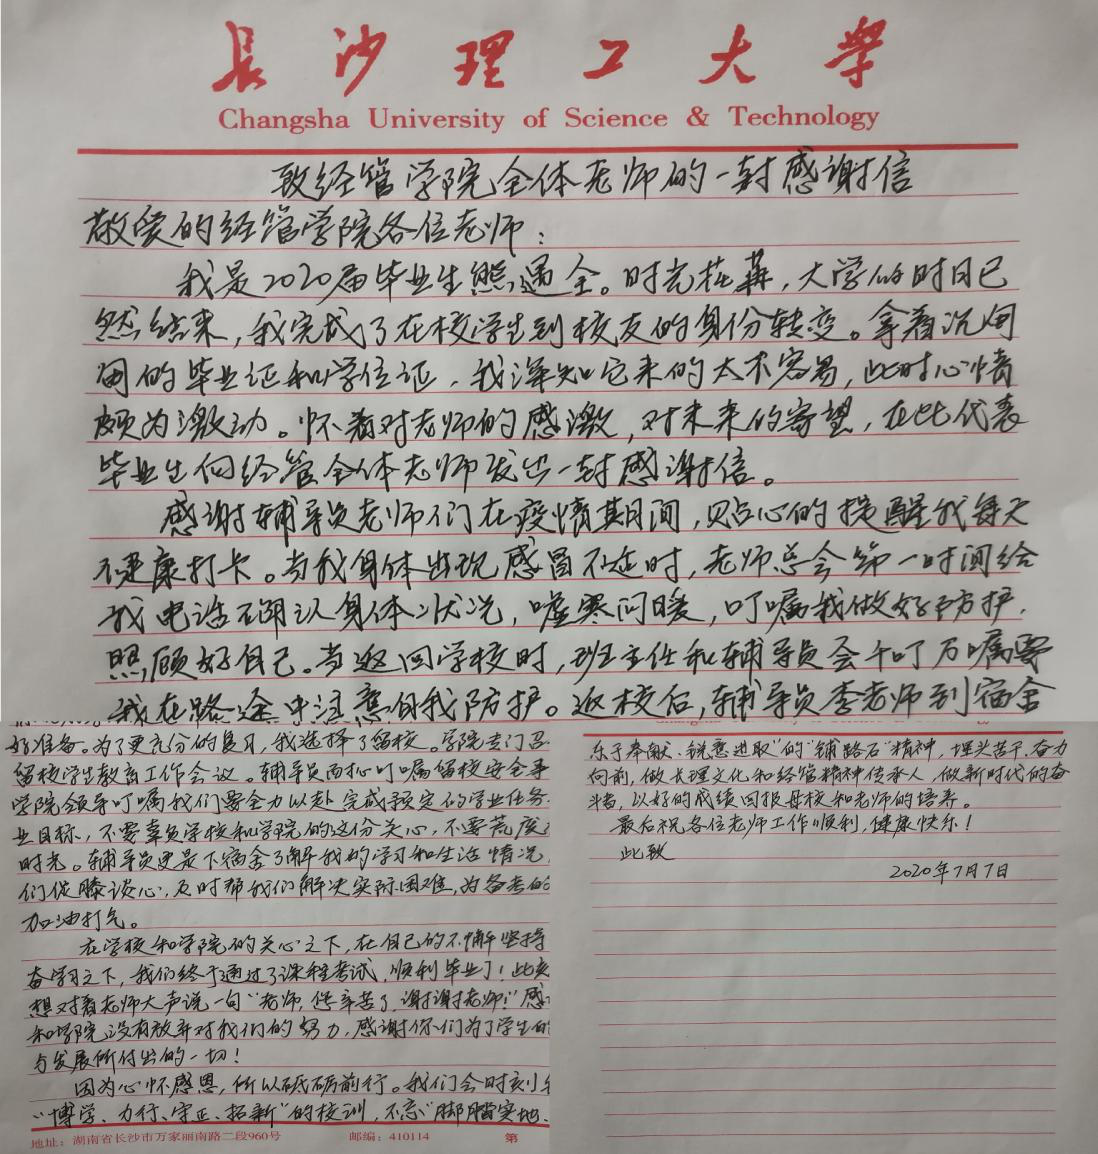 長沙理工大學
Changsha University of Science & Technology
致经管学院全体老师的一封感谢信
敬爱的经管学院各位老师：
我是2020届毕业生熊遇全。时光荏苒，大学的时日已
然结束，我完成了在校学生到校友的身份转变。拿着沉甸
甸的毕业证和学位证，我深知它来的太不容易，此时心情
颇为激动。怀着对老师的感激，对未来的寄望，在此代表
毕业生向经管全体老师发出一封感谢信。
感谢辅导员老师们在疫情期间，贴心的提醒我每天
健康打卡。当我身体出现感冒不适时，老师总会第一时间给
我电话确认身体状况，嘘寒问暖，叮嘱我做好防护，
照顾好自己。当返回学校时，班主任和辅导员会千叮万嘱要
我在路途中注意自我防护。返校后，辅导员李老师到宿舍
好准备。为了更充分的复习，我选择了留校。学院专门召
留校学生教育工作会议。辅导员面授叮嘱留校安全事
学院领导叮嘱我们要全力以赴完成预定的学业任务
业目标，不要辜负学校和学院的这份关心，不要荒废
时光。辅导员更是下宿舍了解我的学习和生活情况，
们促膝谈心，及时帮我们解决实际困难，为备考的
加油打气。
在学校和学院的关心之下，在自己的不懈坚持
奋学习之下，我们终于通过了课程考试，顺利毕业了！此刻
想对着老师大声说一句“老师，您辛苦了，谢谢老师！”感
和学院没有放弃对我们的努力，感谢你们为了学生的
与发展所付出的一切！
因为心怀感恩，所以砥砺前行。我们会时刻
“博学、力行、守正、拓新”的校训，不忘“脚踏实地、
地址：湖南省长沙市万家丽南路二段960号 邮编：410114 第
Changsha University of Science & Technology
乐于奉献、锐意进取”的“铺路石”精神，埋头苦干，奋力
向前，做长理文化和经管精神传承人，做新时代的奋
斗者，以好的成绩回报母校和老师的培养。
最后祝各位老师工作顺利，健康快乐！
此致
2020年7月7日